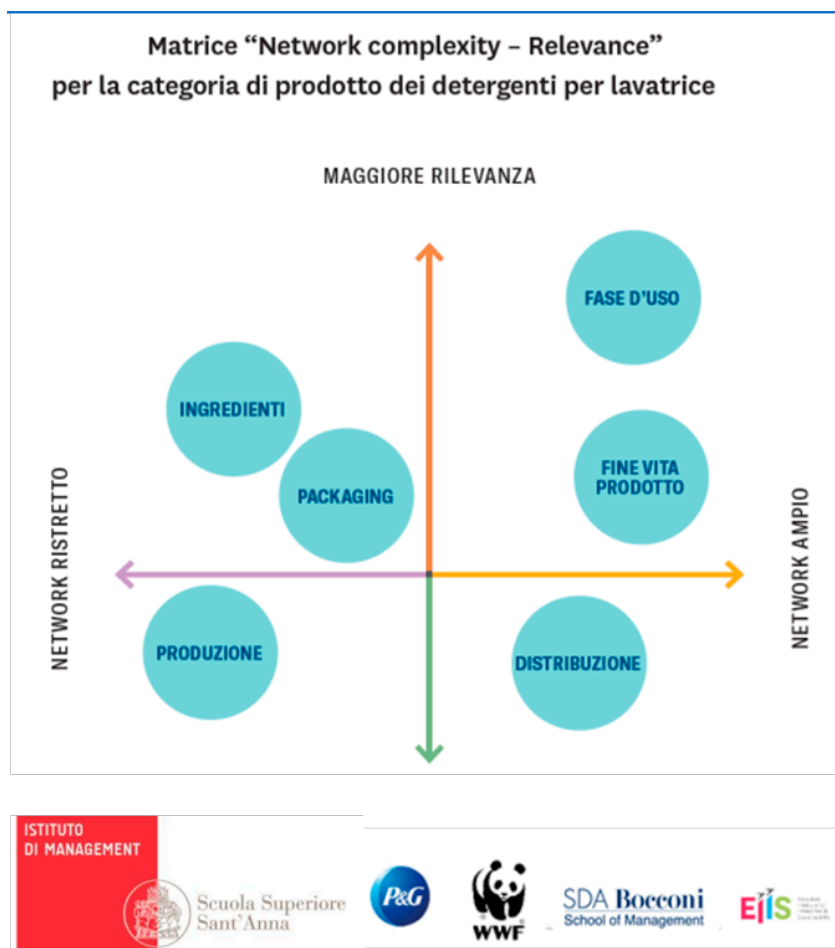 Matrice “Network complexity – Relevance”
per la categoria di prodotto dei detergenti per lavatrice
MAGGIORE RILEVANZA
FASE D’USO
INGREDIENTI
PACKAGING
FINE VITA
PRODOTTO
NETWORK RISTRETTO
NETWORK AMPIO
PRODUZIONE
DISTRIBUZIONE
ISTITUTO
DI MANAGEMENT
Scuola Superiore
Sant’Anna
P&G
WWF
SDA Bocconi
School of Management
EIIS